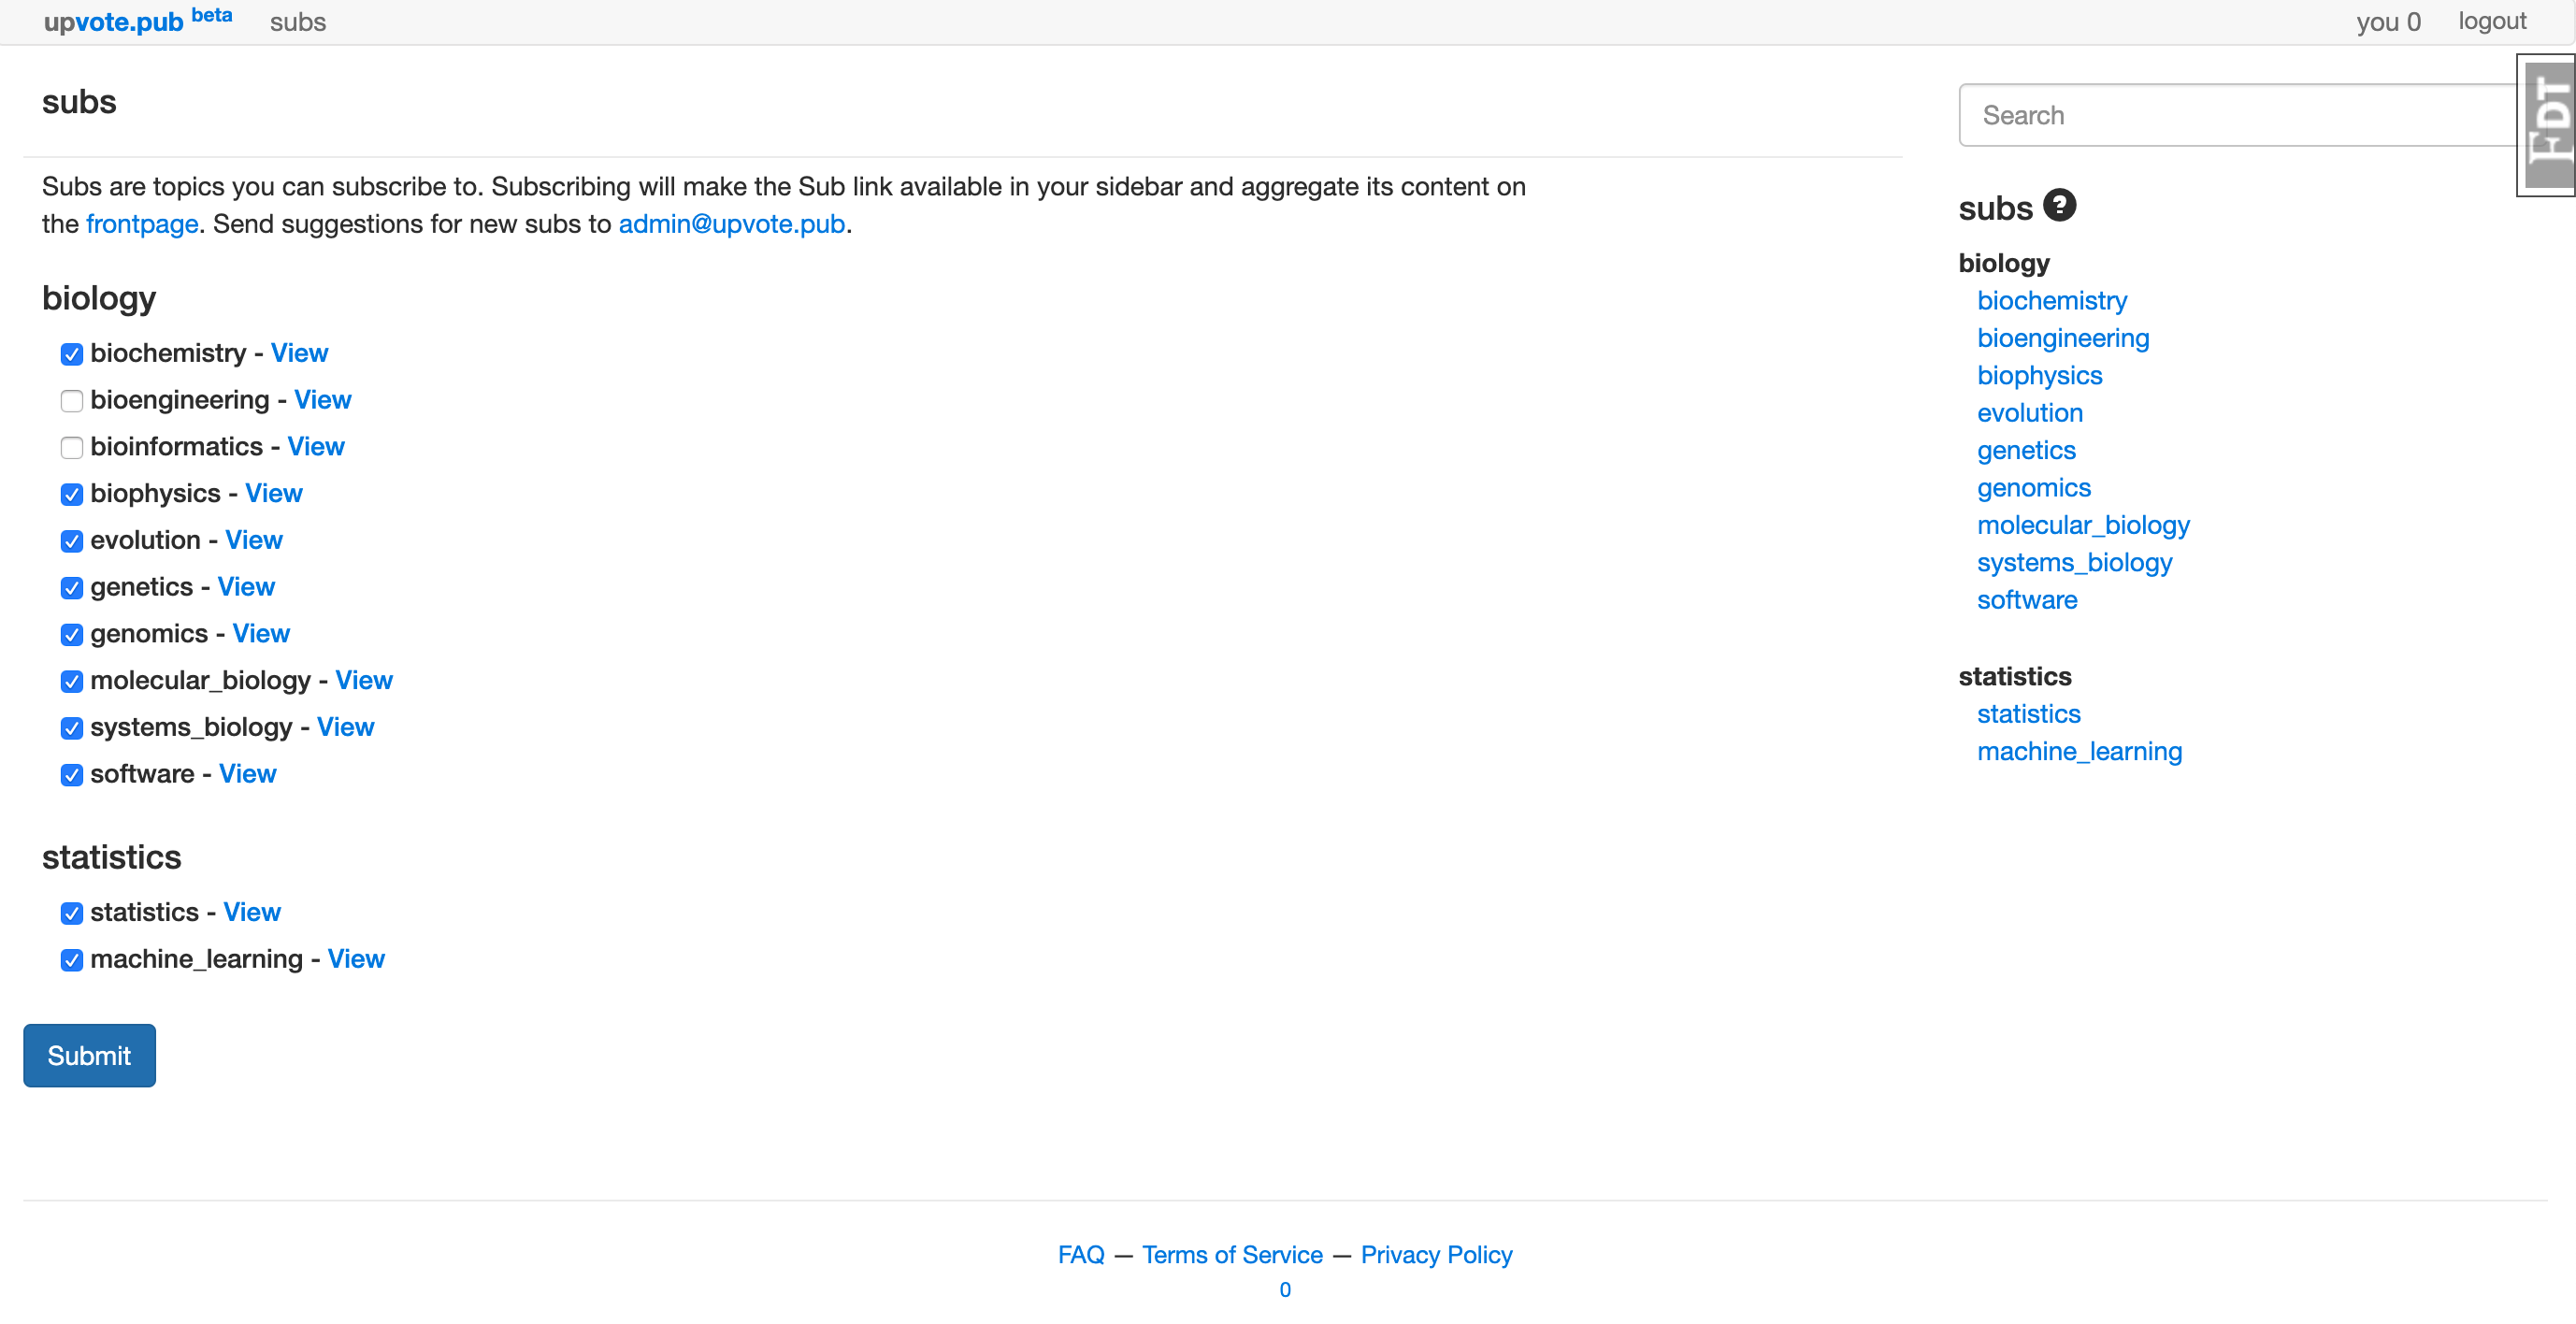 upvote.pub beta subs you 0 logout
subs
Search
FDT
Subs are topics you can subscribe to. Subscribing will make the Sub link available in your sidebar and aggregate its content on
the frontpage. Send suggestions for new subs to admin@upvote.pub.
biology
biochemistry - View
bioengineering - View
bioinformatics - View
biophysics - View
evolution - View
genetics - View
genomics - View
molecular_biology - View
systems_biology - View
software - View
statistics
statistics - View
machine_learning - View
Submit
subs ?
biology
biochemistry
bioengineering
biophysics
evolution
genetics
genomics
molecular_biology
systems_biology
software
statistics
statistics
machine_learning
FAQ — Terms of Service — Privacy Policy
0